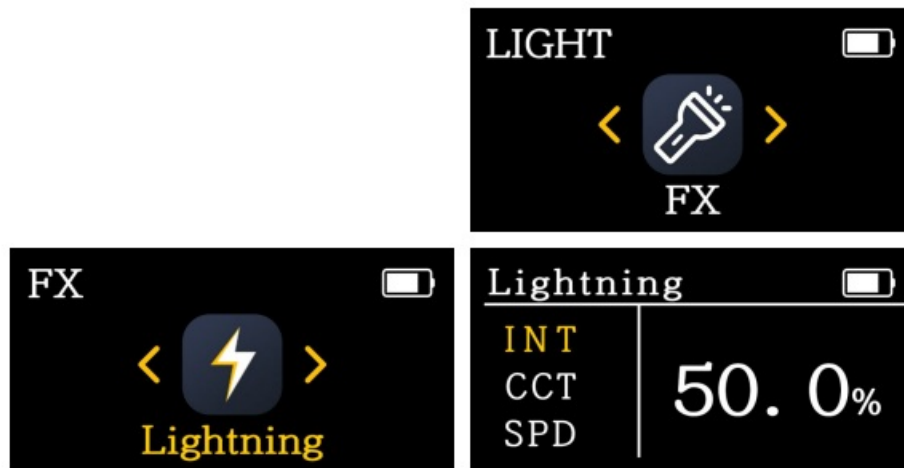 LIGHT
FX
FX
Lightning
Lightning
INT
CCT
SPD
50. 0%